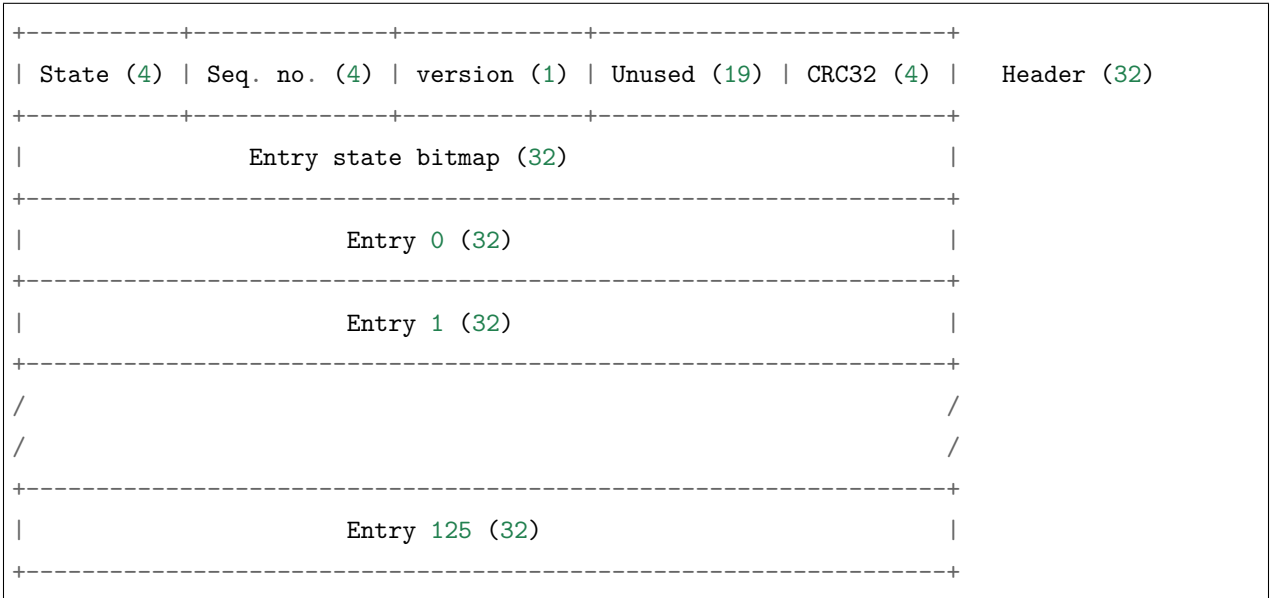 +-----------+--------------+-------------+-------------------------+
| State (4) | Seq. no. (4) | version (1) | Unused (19) | CRC32 (4) |   Header (32)
+-----------+--------------+-------------+-------------------------+
|                Entry state bitmap (32)                           |
+------------------------------------------------------------------+
|                       Entry 0 (32)                               |
+------------------------------------------------------------------+
|                       Entry 1 (32)                               |
+------------------------------------------------------------------+
/                                                                  /
/                                                                  /
+------------------------------------------------------------------+
|                       Entry 125 (32)                             |
+------------------------------------------------------------------+